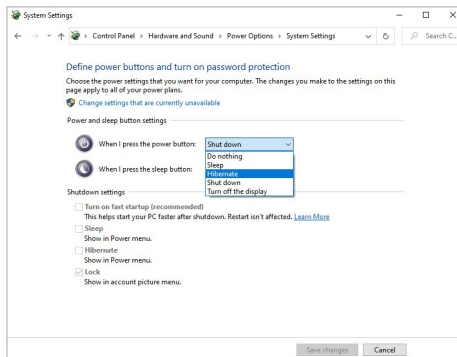 System Settings
Control Panel > Hardware and Sound > Power Options > System Settings
Search C...
Define power buttons and turn on password protection
Choose the power settings that you want for your computer. The changes you make to the settings on this
page apply to all of your power plans.
Change settings that are currently unavailable
Power and sleep button settings
When I press the power button: Shut down
Do nothing
Sleep
Hibernate
Shut down
Turn off the display
When I press the sleep button:
Shutdown settings
Turn on fast startup (recommended)
This helps start your PC faster after shutdown. Restart isn't affected. Learn More
Sleep
Show in Power menu.
Hibernate
Show in Power menu.
Lock
Show in account picture menu.
Save changes Cancel